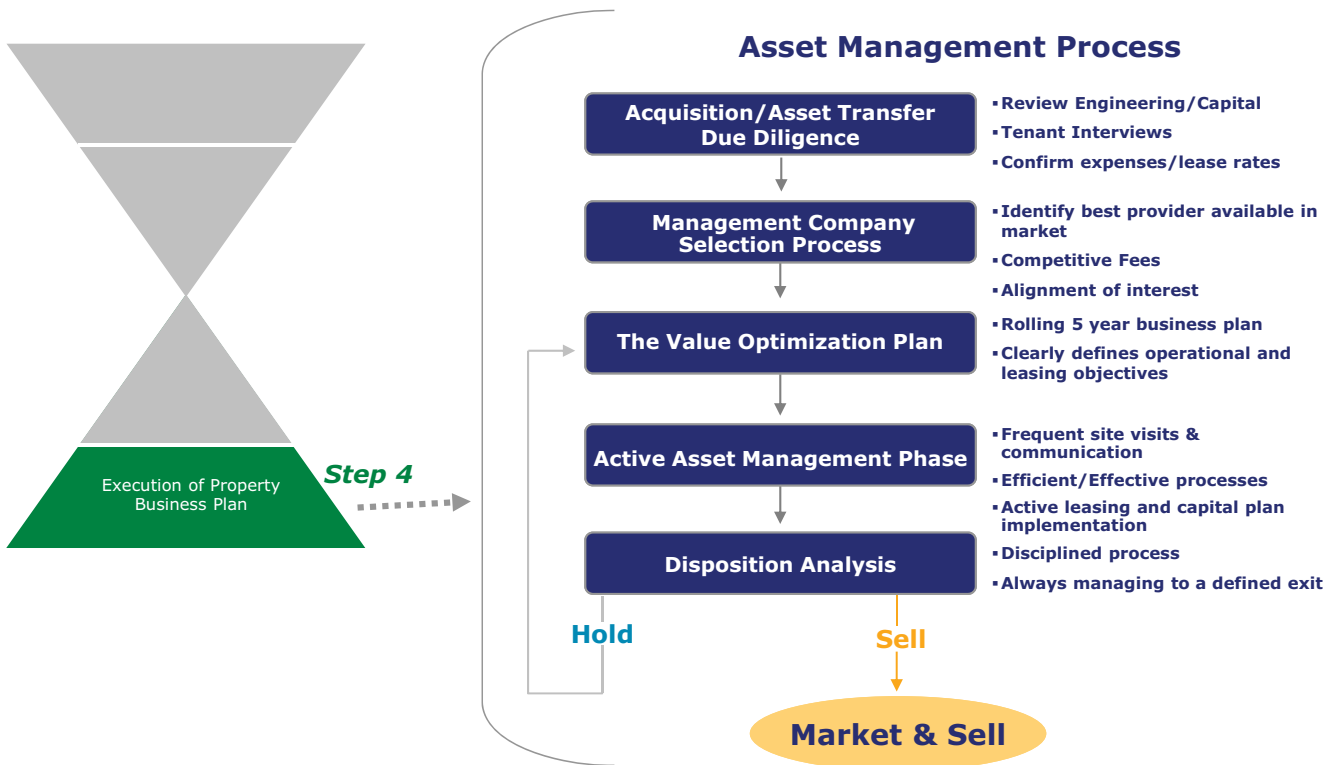 Asset Management Process
Acquisition/Asset Transfer
Due Diligence
▪Review Engineering/Capital
▪Tenant Interviews
▪Confirm expenses/lease rates
Management Company
Selection Process
▪Identify best provider available in
market
▪Competitive Fees
▪Alignment of interest
The Value Optimization Plan
▪Rolling 5 year business plan
▪Clearly defines operational and
leasing objectives
Execution of Property
Business Plan
Step 4
Active Asset Management Phase
▪Frequent site visits &
communication
▪Efficient/Effective processes
▪Active leasing and capital plan
implementation
Disposition Analysis
▪Disciplined process
▪Always managing to a defined exit
Hold
Sell
Market & Sell